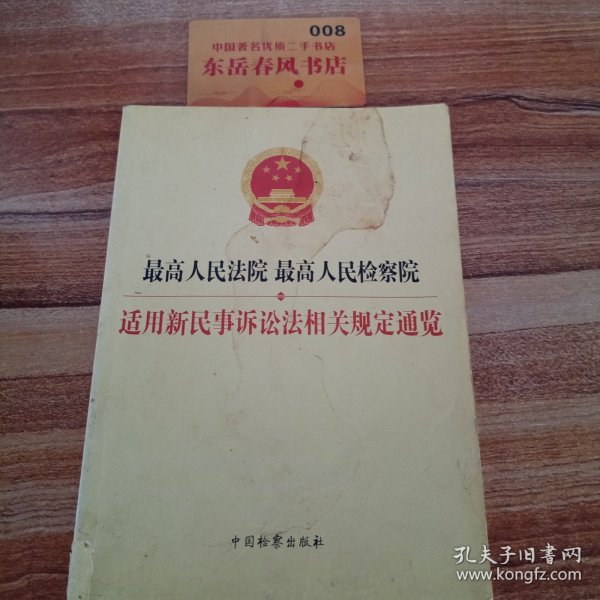 008
中国著名优质二手书店
东岳春风书店
最高人民法院 最高人民检察院
适用新民事诉讼法相关规定通览
中国检察出版社
孔夫子旧书网
www.kongfz.com